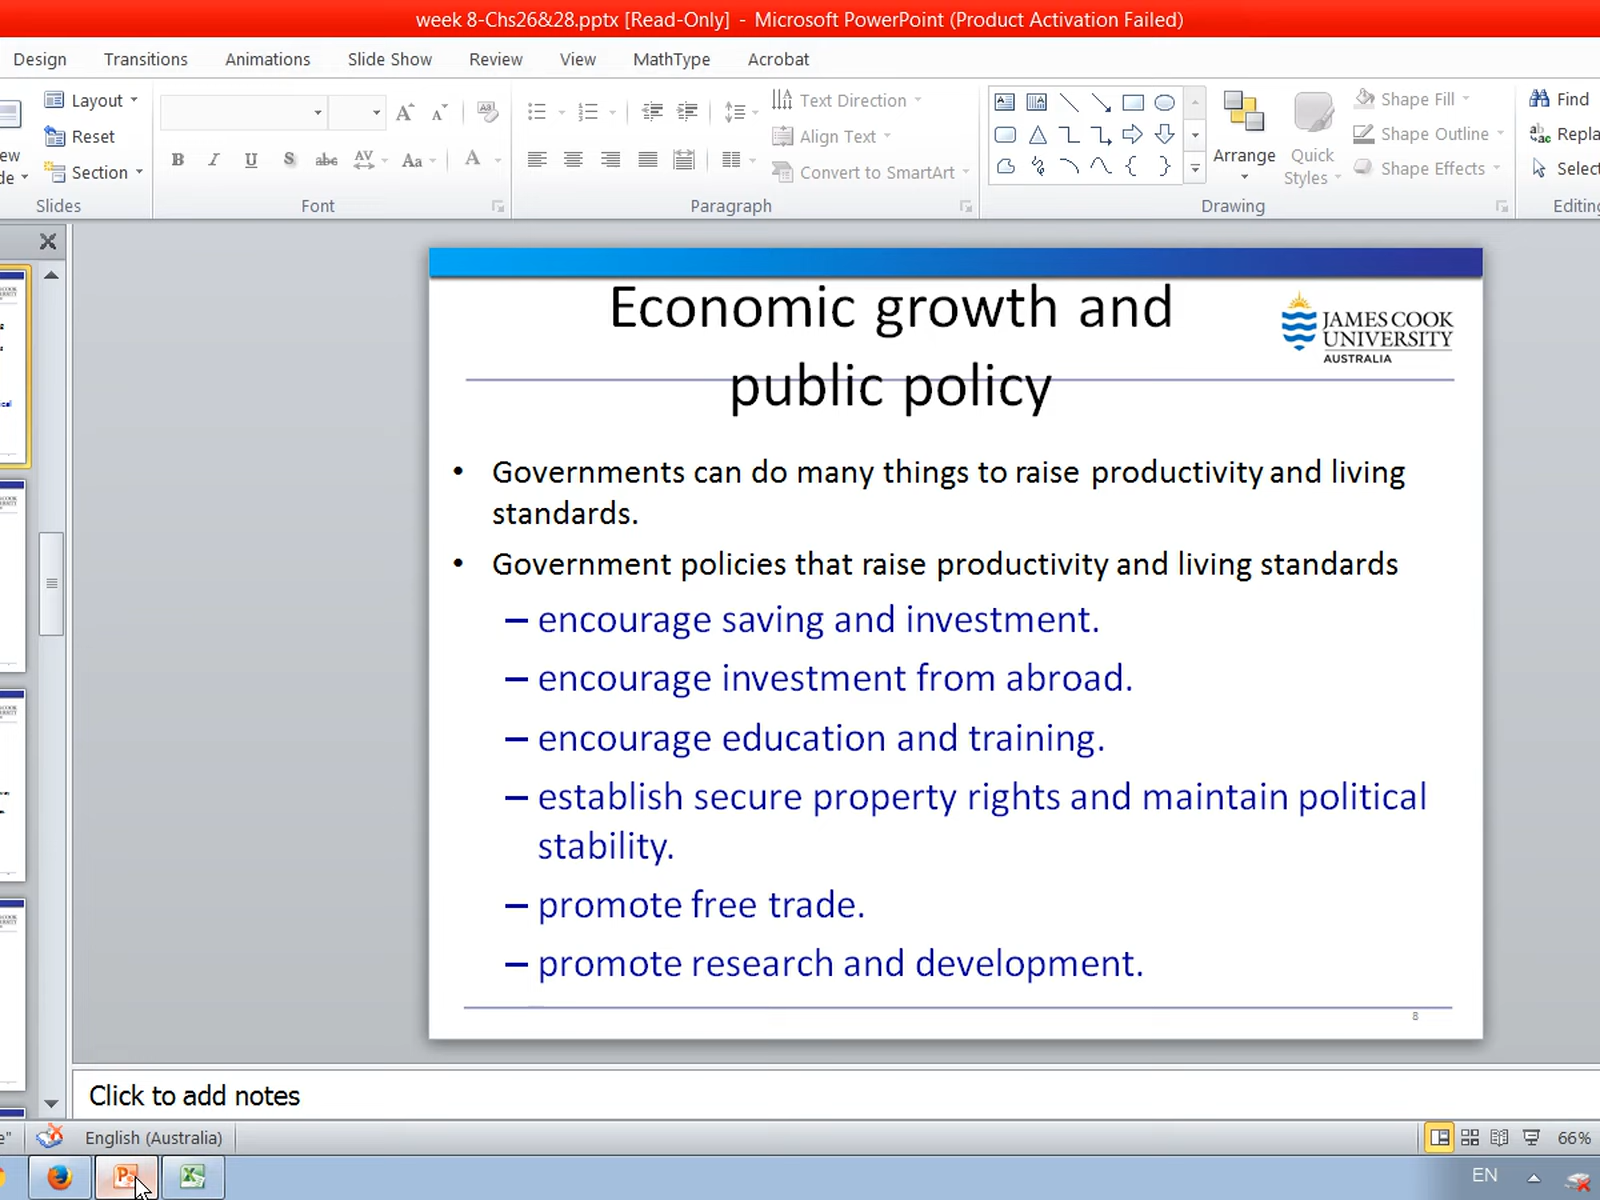 week 8-Chs26&28.pptx [Read-Only] - Microsoft PowerPoint (Product Activation Failed)
Design Transitions Animations Slide Show Review View MathType Acrobat
Layout
Reset
Section
Slides
Font
Text Direction
Align Text
Convert to SmartArt
Paragraph
Arrange
Quick
Styles
Shape Fill
Shape Outline
Shape Effects
Drawing
Find
Repla
Select
Editing
Economic growth and
public policy
JAMES COOK
UNIVERSITY
AUSTRALIA
• Governments can do many things to raise productivity and living
standards.
• Government policies that raise productivity and living standards
– encourage saving and investment.
– encourage investment from abroad.
– encourage education and training.
– establish secure property rights and maintain political
stability.
– promote free trade.
– promote research and development.
8
Click to add notes
English (Australia)
66%
EN